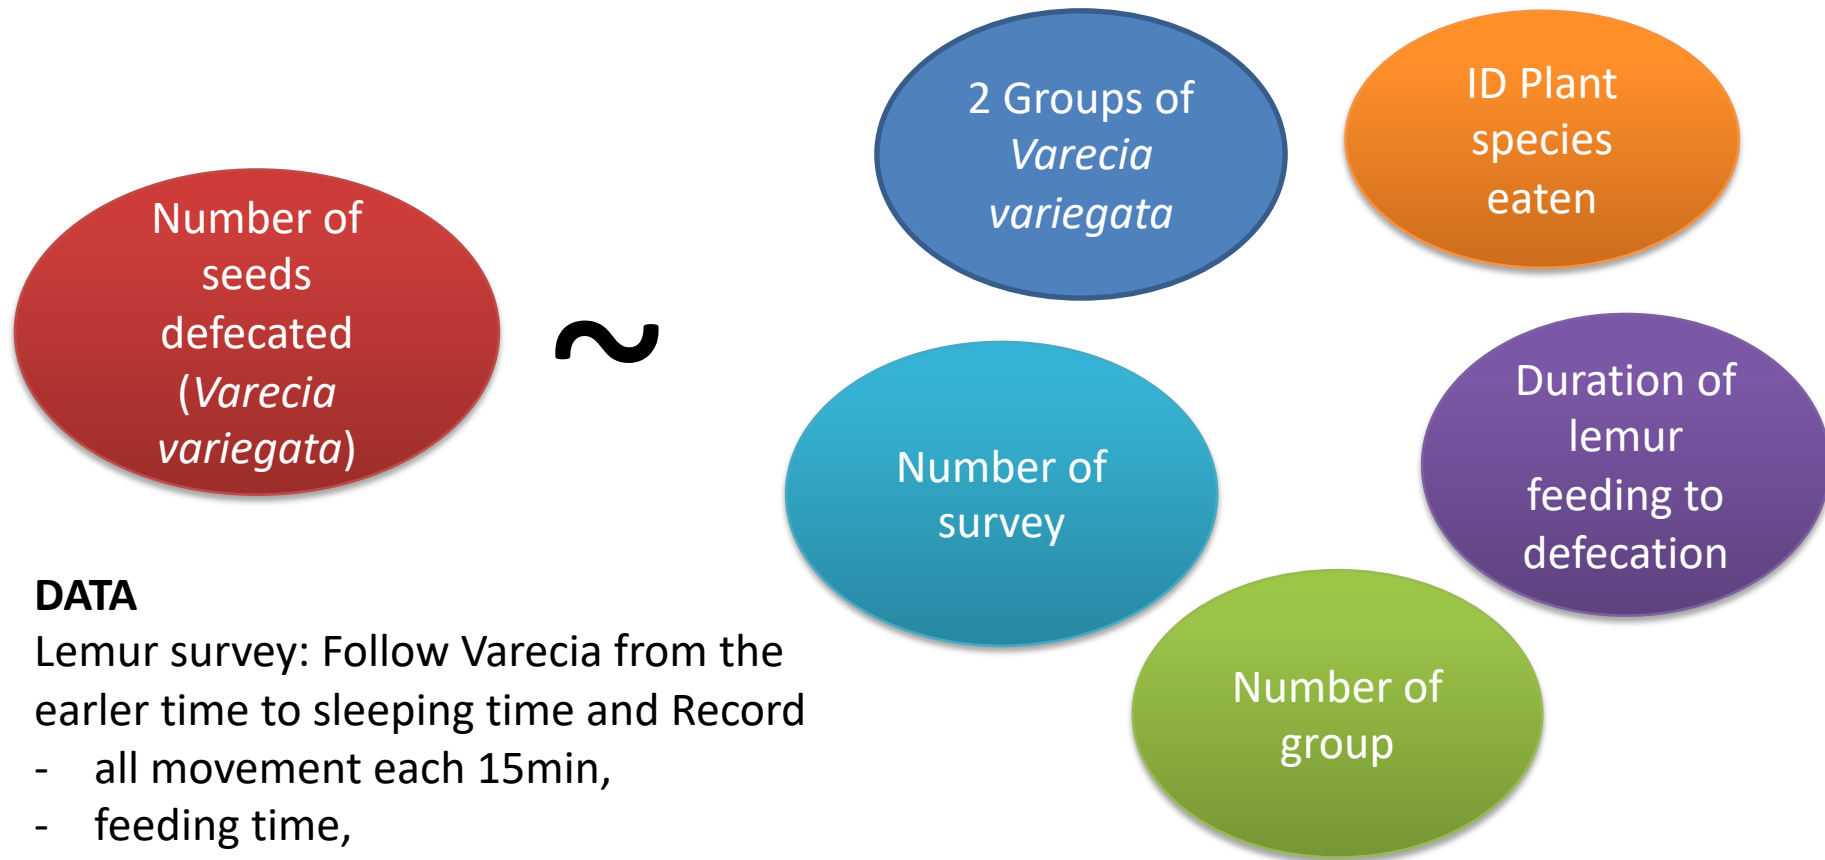 Number of
seeds
defecated
(Varecia
variegata)
~
2 Groups of
Varecia
variegata
ID Plant
species
eaten
Number of
survey
Duration of
lemur
feeding to
defecation
Number of
group
DATA
Lemur survey: Follow Varecia from the
earler time to sleeping time and Record
- all movement each 15min,
- feeding time,